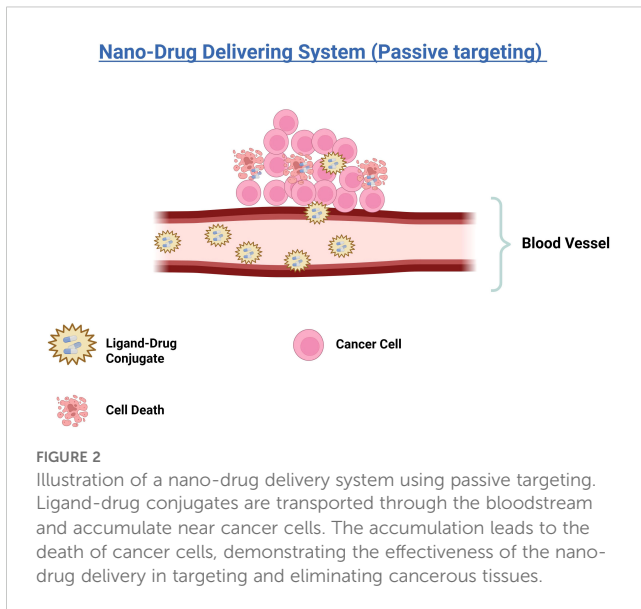 Nano-Drug Delivering System (Passive targeting)
Blood Vessel
Ligand-Drug
Conjugate
Cancer Cell
Cell Death
FIGURE 2
Illustration of a nano-drug delivery system using passive targeting.
Ligand-drug conjugates are transported through the bloodstream
and accumulate near cancer cells. The accumulation leads to the
death of cancer cells, demonstrating the effectiveness of the nano-
drug delivery in targeting and eliminating cancerous tissues.